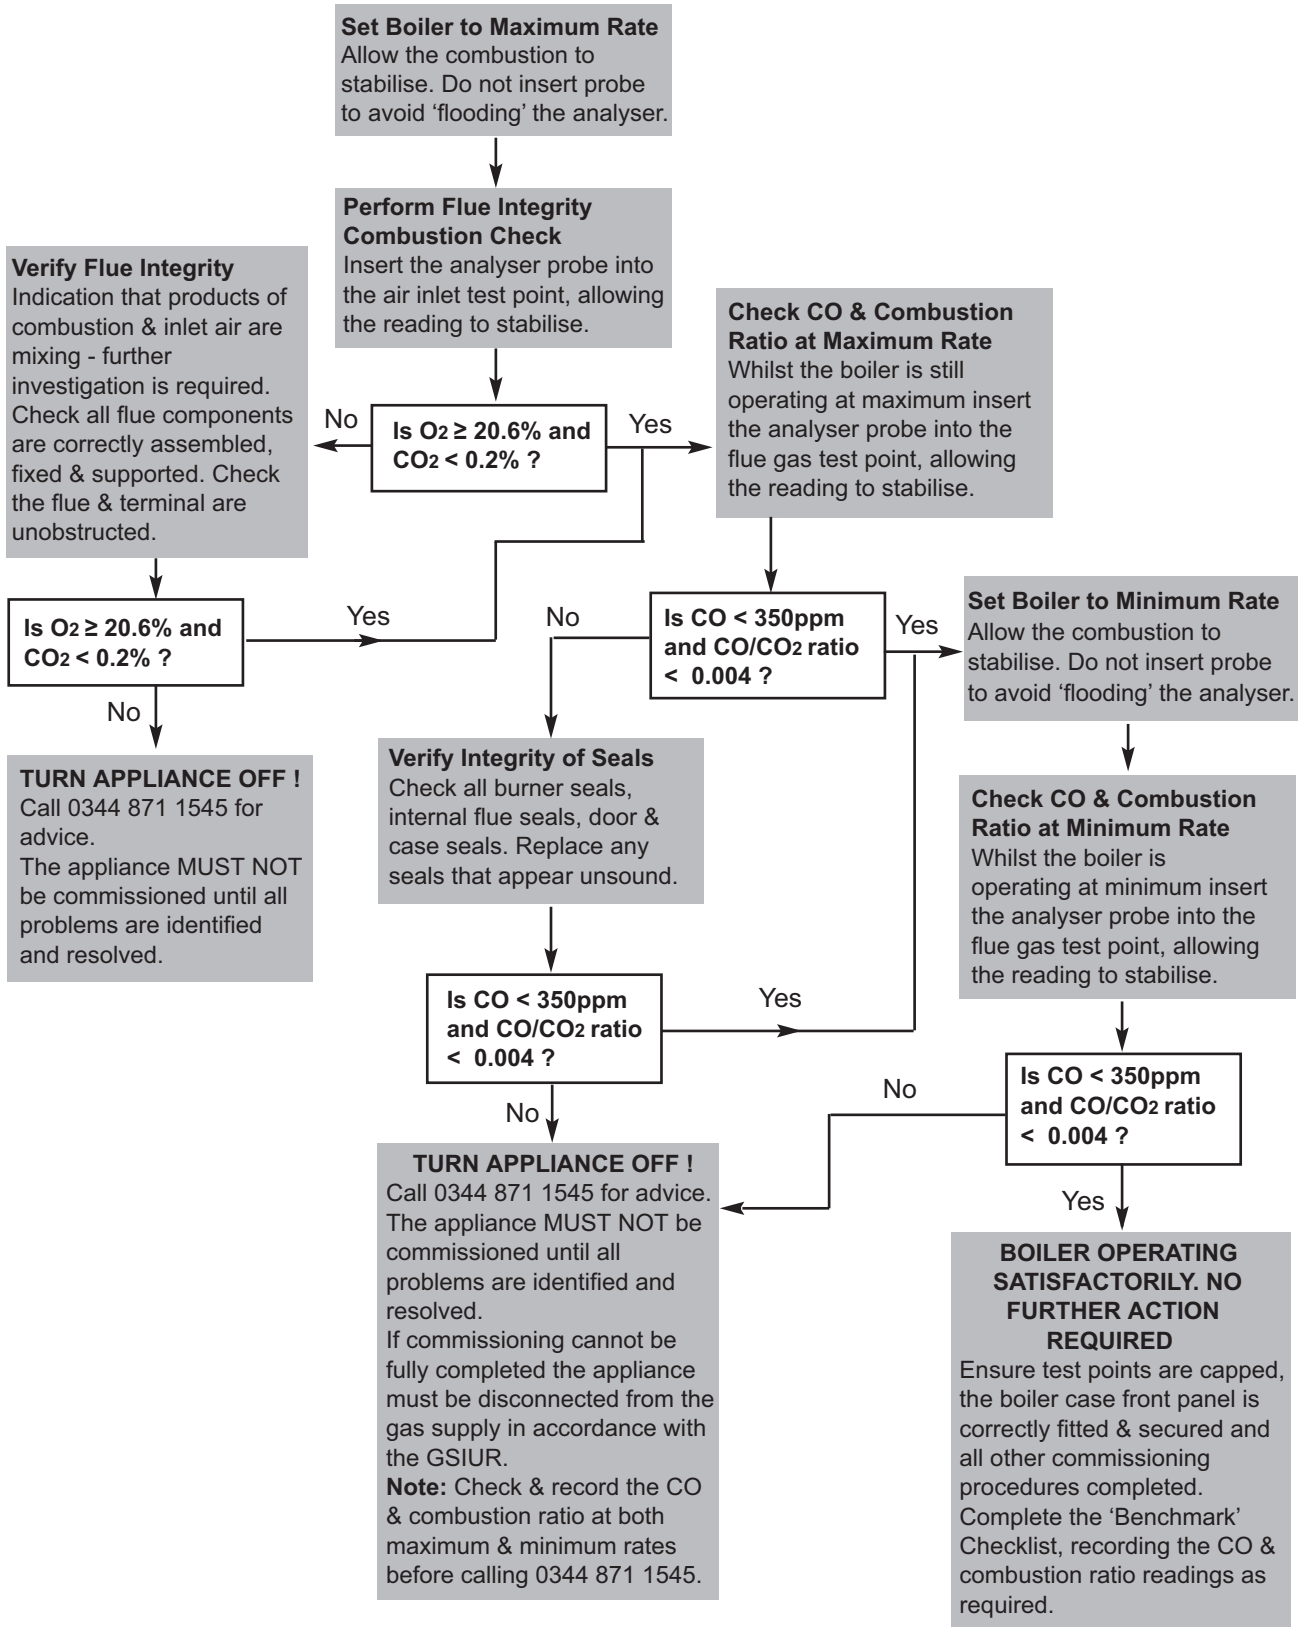 Set Boiler to Maximum Rate
Allow the combustion to
stabilise. Do not insert probe
to avoid ‘flooding’ the analyser.
Perform Flue Integrity
Combustion Check
Insert the analyser probe into
the air inlet test point, allowing
the reading to stabilise.
Verify Flue Integrity
Indication that products of
combustion & inlet air are
mixing - further
investigation is required.
Check all flue components
are correctly assembled,
fixed & supported. Check
the flue & terminal are
unobstructed.
No
Is O2 ≥ 20.6% and
CO2 < 0.2% ?
Yes
Check CO & Combustion
Ratio at Maximum Rate
Whilst the boiler is still
operating at maximum insert
the analyser probe into the
flue gas test point, allowing
the reading to stabilise.
Is O2 ≥ 20.6% and
CO2 < 0.2% ?
Yes
No
TURN APPLIANCE OFF !
Call 0344 871 1545 for
advice.
The appliance MUST NOT
be commissioned until all
problems are identified
and resolved.
No
Is CO < 350ppm
and CO/CO2 ratio
< 0.004 ?
Yes
Set Boiler to Minimum Rate
Allow the combustion to
stabilise. Do not insert probe
to avoid ‘flooding’ the analyser.
Verify Integrity of Seals
Check all burner seals,
internal flue seals, door &
case seals. Replace any
seals that appear unsound.
Check CO & Combustion
Ratio at Minimum Rate
Whilst the boiler is
operating at minimum insert
the analyser probe into the
flue gas test point, allowing
the reading to stabilise.
Is CO < 350ppm
and CO/CO2 ratio
< 0.004 ?
Yes
No
No
Is CO < 350ppm
and CO/CO2 ratio
< 0.004 ?
Yes
TURN APPLIANCE OFF !
Call 0344 871 1545 for advice.
The appliance MUST NOT be
commissioned until all
problems are identified and
resolved.
If commissioning cannot be
fully completed the appliance
must be disconnected from the
gas supply in accordance with
the GSIUR.
Note: Check & record the CO
& combustion ratio at both
maximum & minimum rates
before calling 0344 871 1545.
BOILER OPERATING
SATISFACTORILY. NO
FURTHER ACTION
REQUIRED
Ensure test points are capped,
the boiler case front panel is
correctly fitted & secured and
all other commissioning
procedures completed.
Complete the ‘Benchmark’
Checklist, recording the CO &
combustion ratio readings as
required.